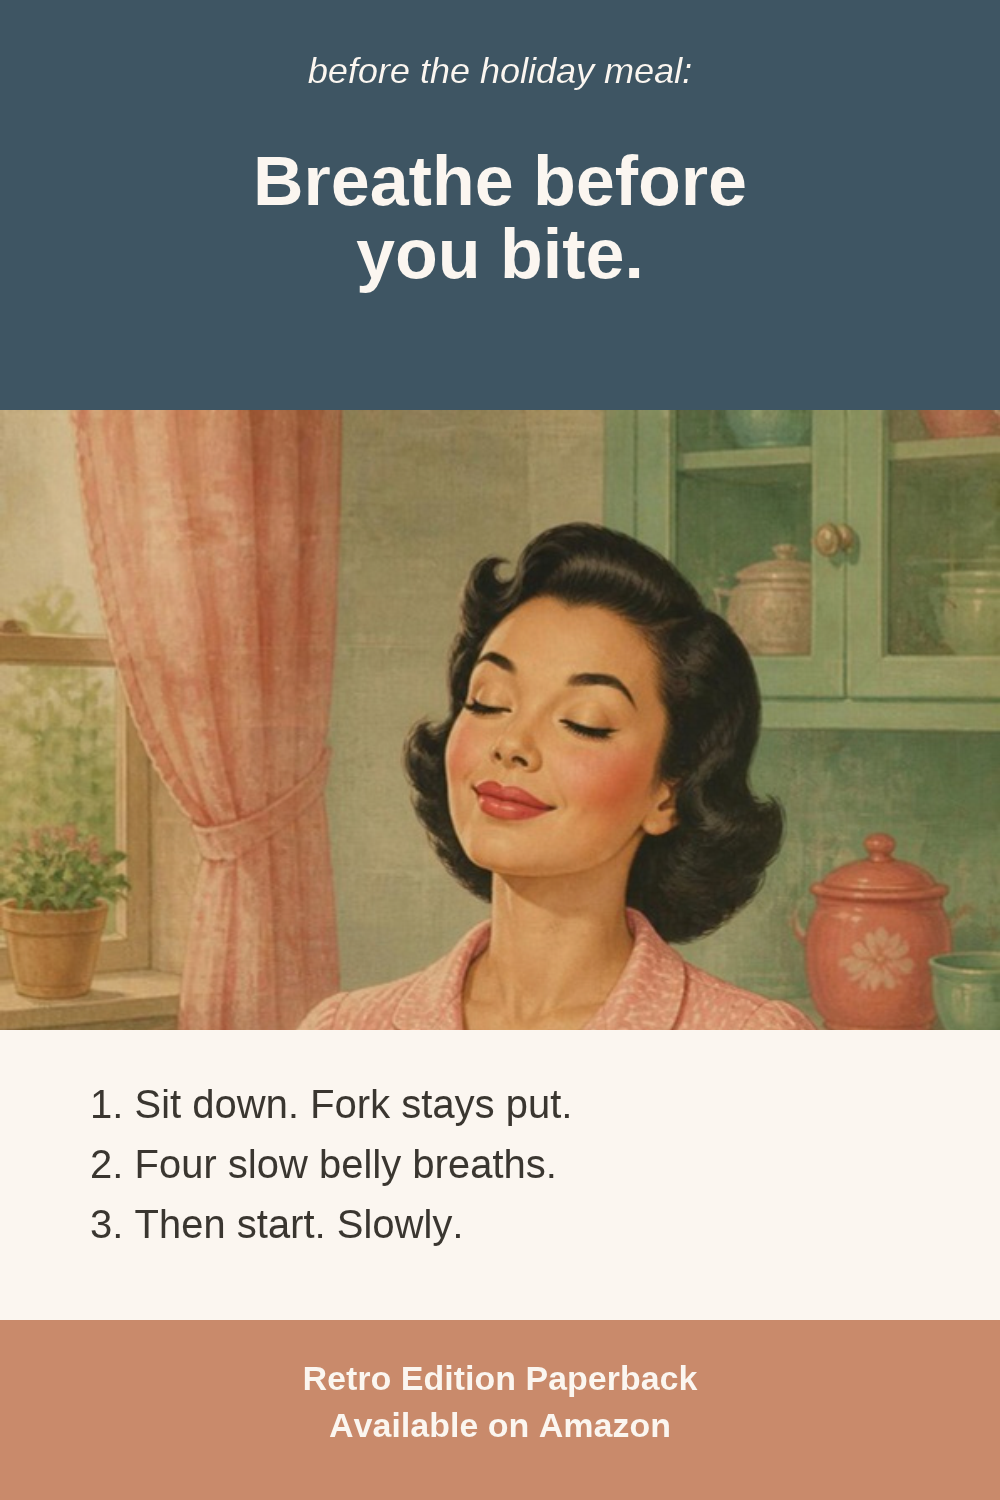 before the holiday meal:
Breathe before
you bite.
1. Sit down. Fork stays put.
2. Four slow belly breaths.
3. Then start. Slowly.
Retro Edition Paperback
Available on Amazon